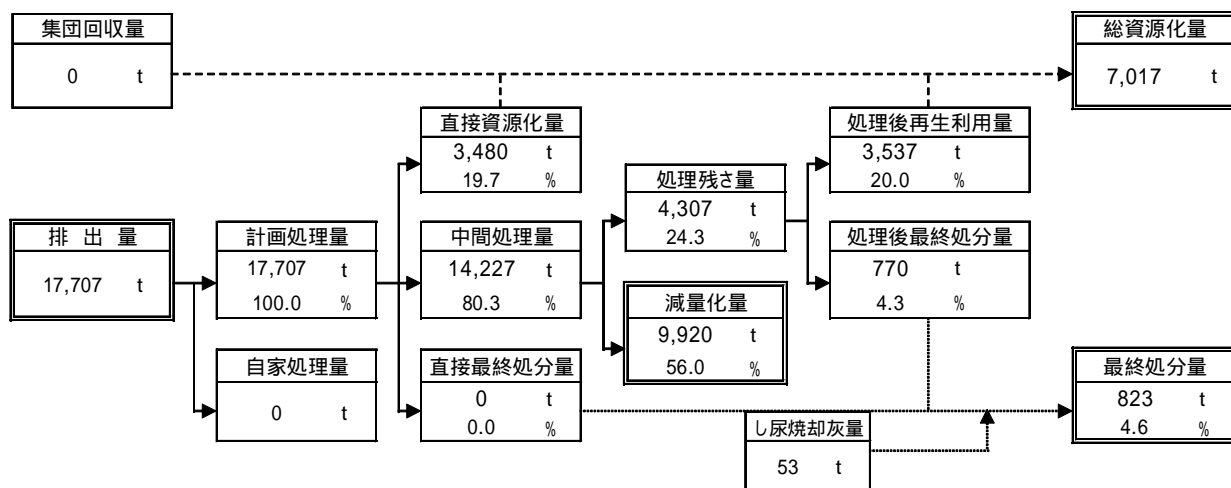 集団回収量
0 t
総資源化量
7,017 t
直接資源化量
3,480 t
19.7 %
処理後再生利用量
3,537 t
20.0 %
処理残さ量
4,307 t
24.3 %
排 出 量
17,707 t
計画処理量
17,707 t
100.0 %
中間処理量
14,227 t
80.3 %
処理後最終処分量
770 t
4.3 %
減量化量
9,920 t
56.0 %
自家処理量
0 t
直接最終処分量
0 t
0.0 %
最終処分量
823 t
4.6 %
し尿焼却灰量
53 t